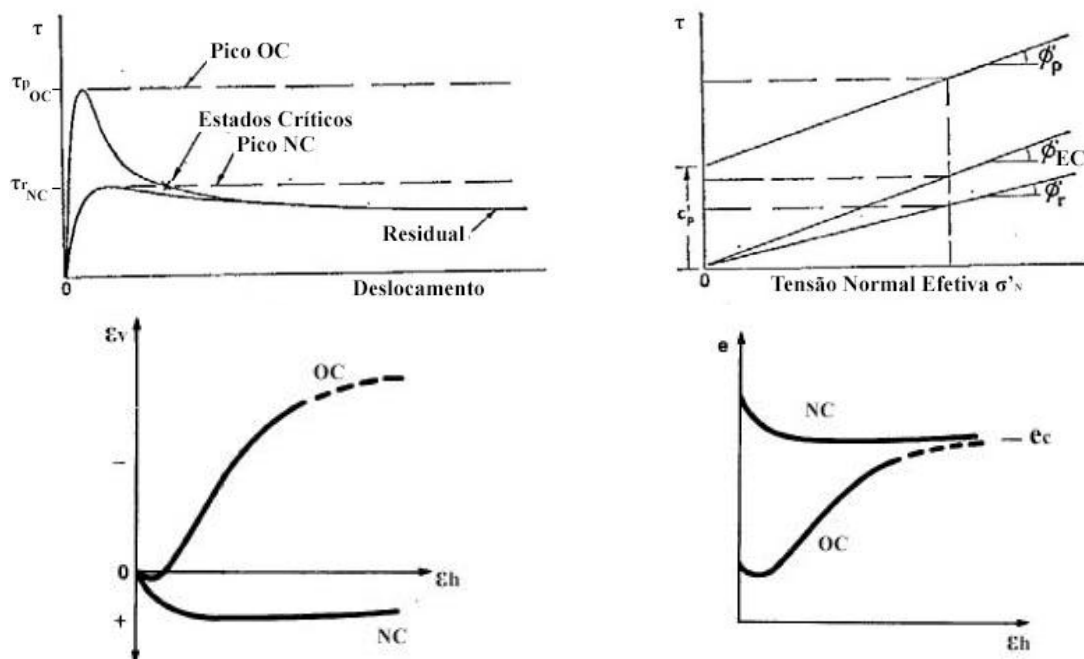 τ
Pico OC
τp
OC
Estados Críticos
Pico NC
τr
NC
Residual
0
Deslocamento
τ
ϕ'p
ϕ'EC
ϕ'r
c'p
0
Tensão Normal Efetiva σ'N
εv
OC
−
0
εh
+
NC
e
NC
ec
OC
εh